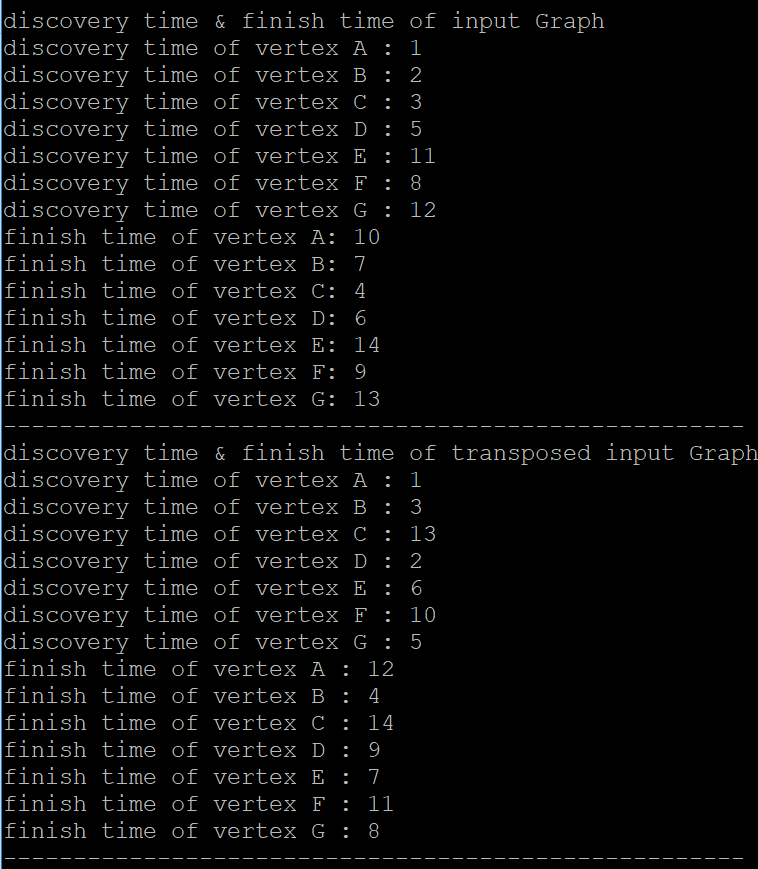 discovery time & finish time of input Graph
discovery time of vertex A : 1
discovery time of vertex B : 2
discovery time of vertex C : 3
discovery time of vertex D : 5
discovery time of vertex E : 11
discovery time of vertex F : 8
discovery time of vertex G : 12
finish time of vertex A: 10
finish time of vertex B: 7
finish time of vertex C: 4
finish time of vertex D: 6
finish time of vertex E: 14
finish time of vertex F: 9
finish time of vertex G: 13
-----------------------------------------------------
discovery time & finish time of transposed input Graph
discovery time of vertex A : 1
discovery time of vertex B : 3
discovery time of vertex C : 13
discovery time of vertex D : 2
discovery time of vertex E : 6
discovery time of vertex F : 10
discovery time of vertex G : 5
finish time of vertex A : 12
finish time of vertex B : 4
finish time of vertex C : 14
finish time of vertex D : 9
finish time of vertex E : 7
finish time of vertex F : 11
finish time of vertex G : 8
-----------------------------------------------------